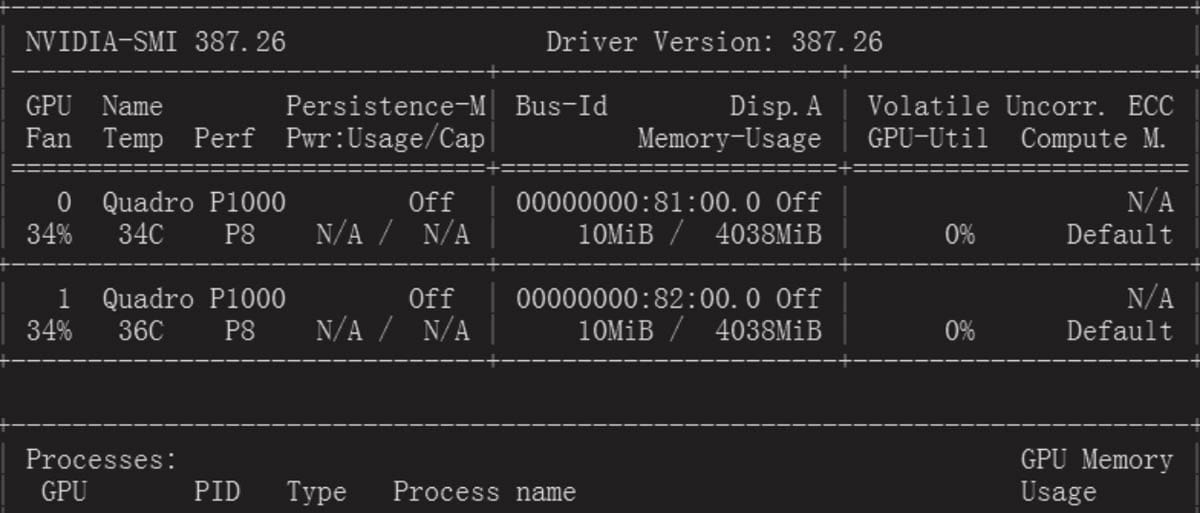 NVIDIA-SMI 387.26 Driver Version: 387.26
GPU Name Persistence-M| Bus-Id Disp.A | Volatile Uncorr. ECC
Fan Temp Perf Pwr:Usage/Cap| Memory-Usage | GPU-Util Compute M.
0 Quadro P1000 Off | 00000000:81:00.0 Off | N/A
34% 34C P8 N/A / N/A | 10MiB / 4038MiB | 0% Default
1 Quadro P1000 Off | 00000000:82:00.0 Off | N/A
34% 36C P8 N/A / N/A | 10MiB / 4038MiB | 0% Default
Processes: GPU Memory
GPU PID Type Process name Usage